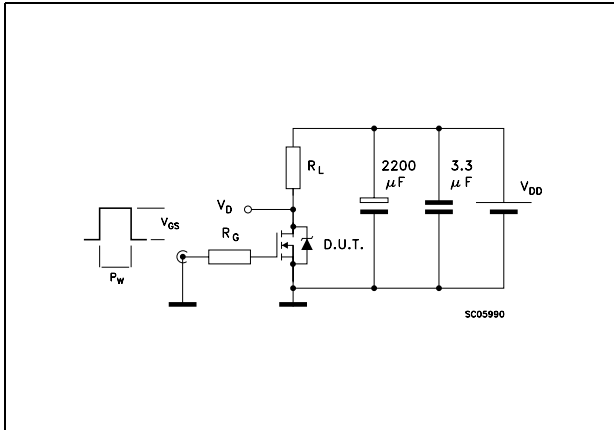 R_L
2200
μF
3.3
μF
V_DD
V_D
V_GS
R_G
D.U.T.
P_W
SC05990